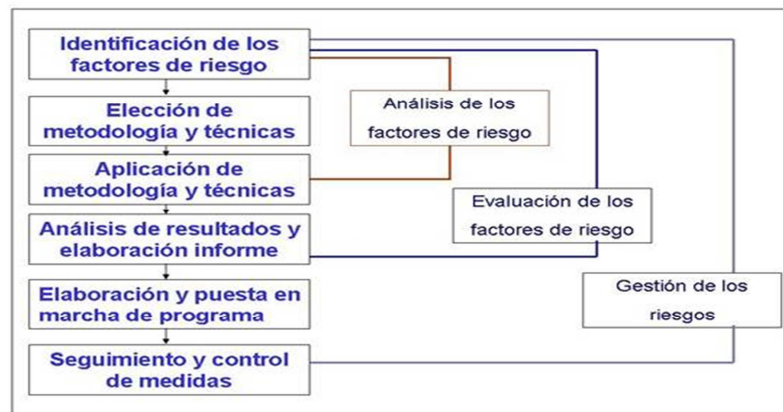 Identificación de los
factores de riesgo
Elección de
metodología y técnicas
Aplicación de
metodología y técnicas
Análisis de resultados y
elaboración informe
Elaboración y puesta en
marcha de programa
Seguimiento y control
de medidas
Análisis de los
factores de riesgo
Evaluación de los
factores de riesgo
Gestión de los
riesgos